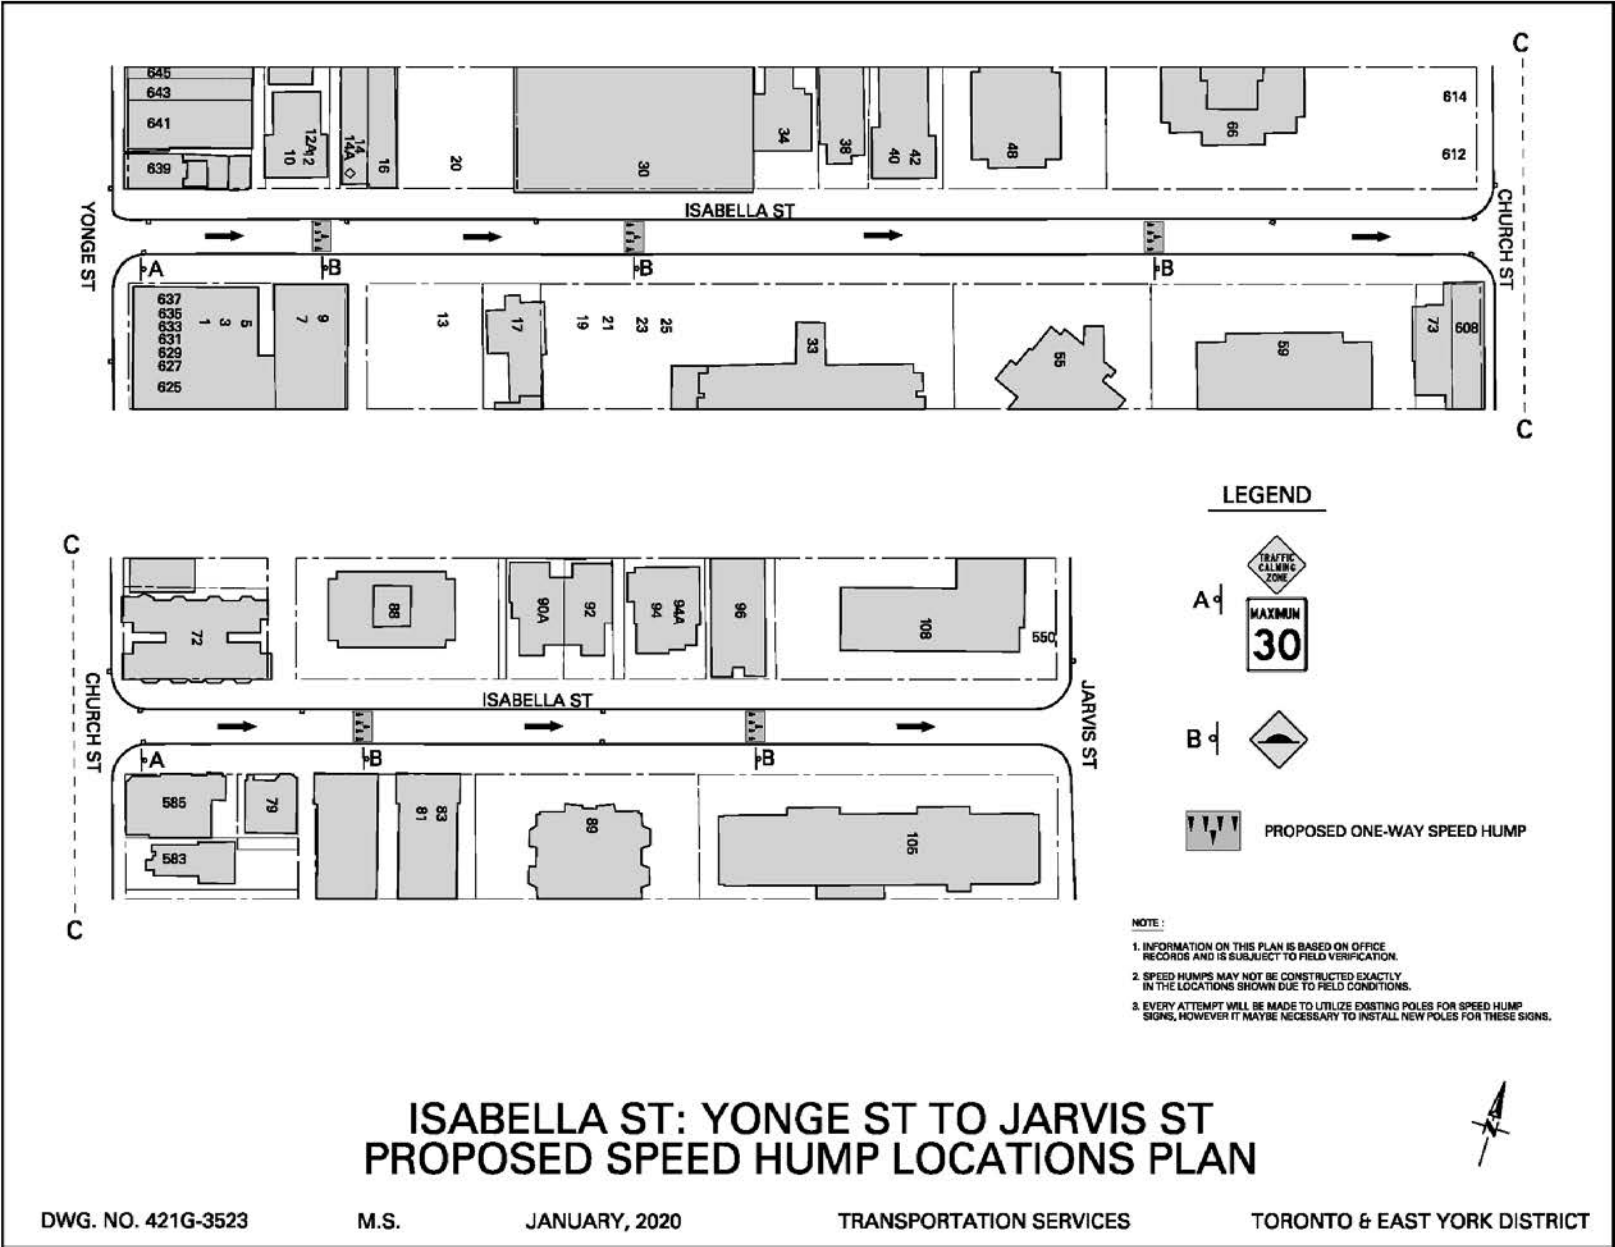 C
645
643
641
639
10
12A
12
14A
14
16
20
30
34
38
40
42
48
66
614
612
ISABELLA ST
YONGE ST
CHURCH ST
A
B
B
B
637
635
633
631
629
627
625
1
3
5
7
9
13
17
19
21
23
25
33
55
59
73
608
C
LEGEND
TRAFFIC
CALMING
ZONE
A
MAXIMUM
30
B
PROPOSED ONE-WAY SPEED HUMP
C
72
88
90A
92
94
94A
96
108
550
ISABELLA ST
CHURCH ST
JARVIS ST
A
B
B
585
583
79
81
83
89
105
C
NOTE :
1. INFORMATION ON THIS PLAN IS BASED ON OFFICE
RECORDS AND IS SUBJUECT TO FIELD VERIFICATION.
2. SPEED HUMPS MAY NOT BE CONSTRUCTED EXACTLY
IN THE LOCATIONS SHOWN DUE TO FIELD CONDITIONS.
3. EVERY ATTEMPT WILL BE MADE TO UTILIZE EXISTING POLES FOR SPEED HUMP
SIGNS, HOWEVER IT MAYBE NECESSARY TO INSTALL NEW POLES FOR THESE SIGNS.
N
ISABELLA ST: YONGE ST TO JARVIS ST
PROPOSED SPEED HUMP LOCATIONS PLAN
DWG. NO. 421G-3523 M.S. JANUARY, 2020 TRANSPORTATION SERVICES TORONTO & EAST YORK DISTRICT